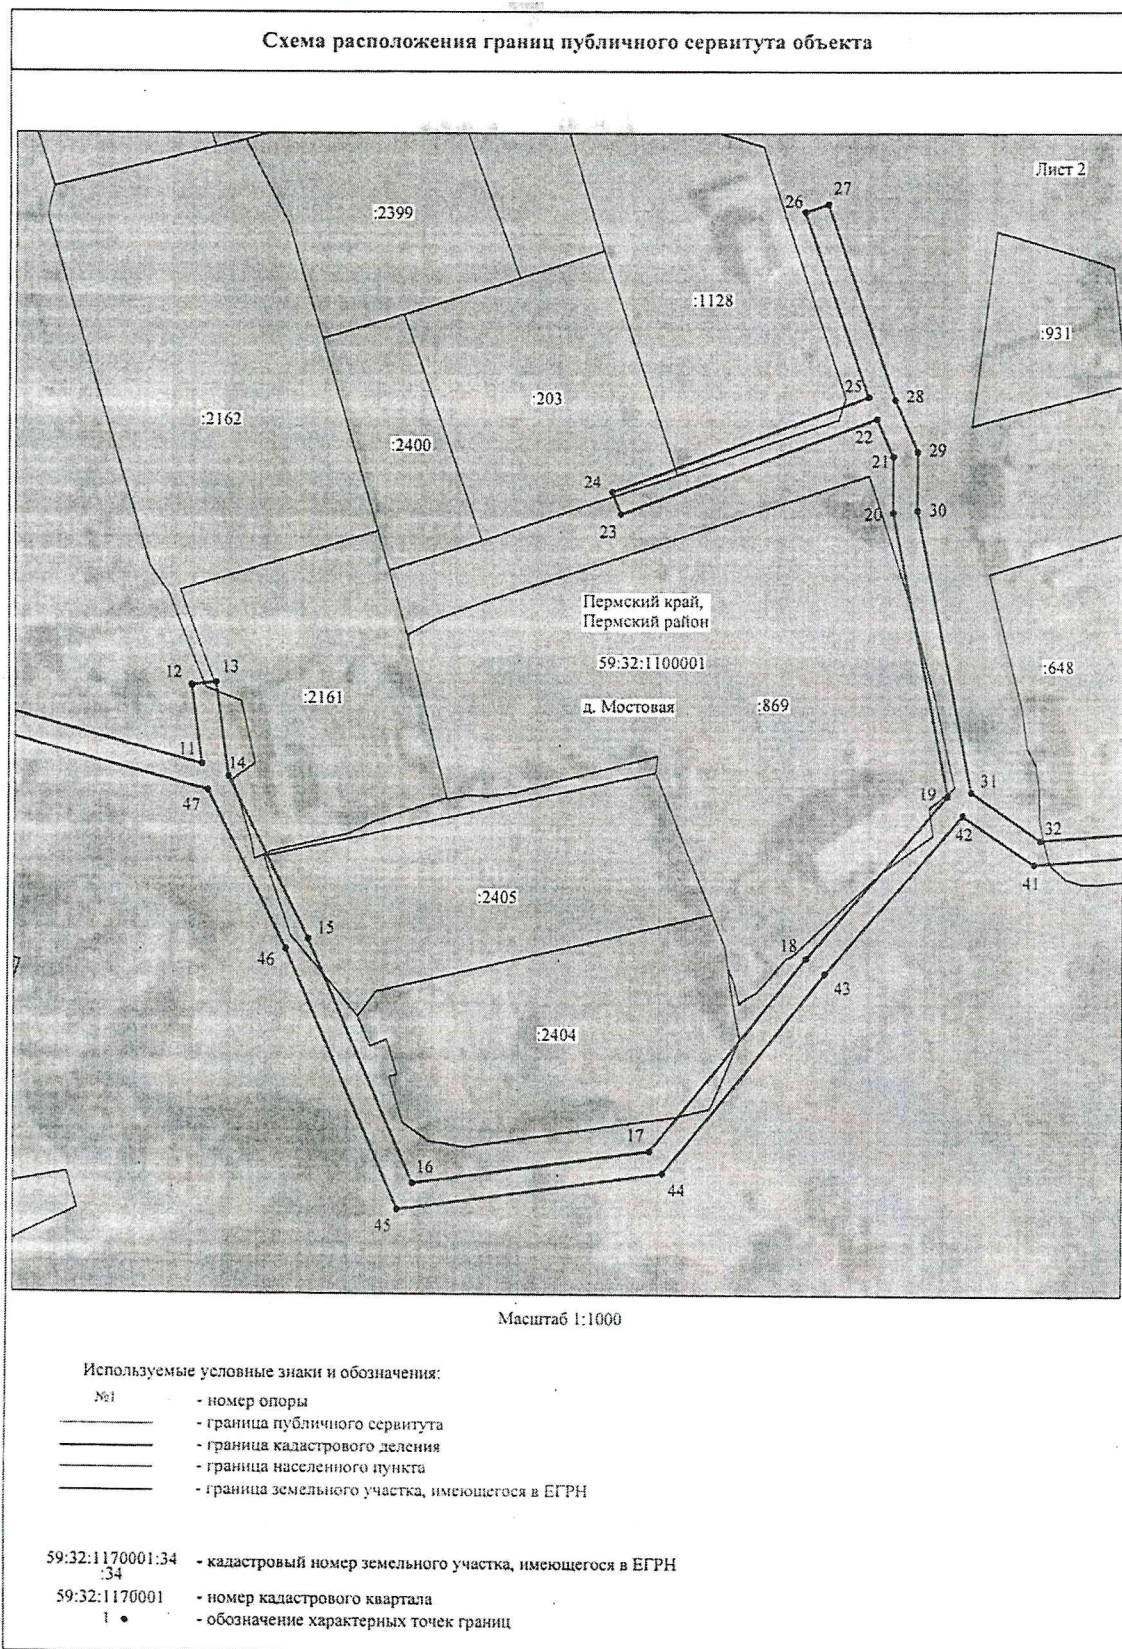 Схема расположения границ публичного сервитута объекта
Лист 2
26
27
:2399
:1128
:931
25
28
:203
:2162
:2400
22
29
21
24
20
30
23
Пермский край,
Пермский район
59:32:1100001
:648
12
13
:2161
д. Мостовая
:869
11
14
47
19
31
42
32
41
:2405
15
46
18
43
:2404
17
16
44
45
Масштаб 1:1000
Используемые условные знаки и обозначения:
№1 - номер опоры
- граница публичного сервитута
- граница кадастрового деления
- граница населенного пункта
- граница земельного участка, имеющегося в ЕГРН
59:32:1170001:34 - кадастровый номер земельного участка, имеющегося в ЕГРН
:34
59:32:1170001 - номер кадастрового квартала
1 - обозначение характерных точек границ